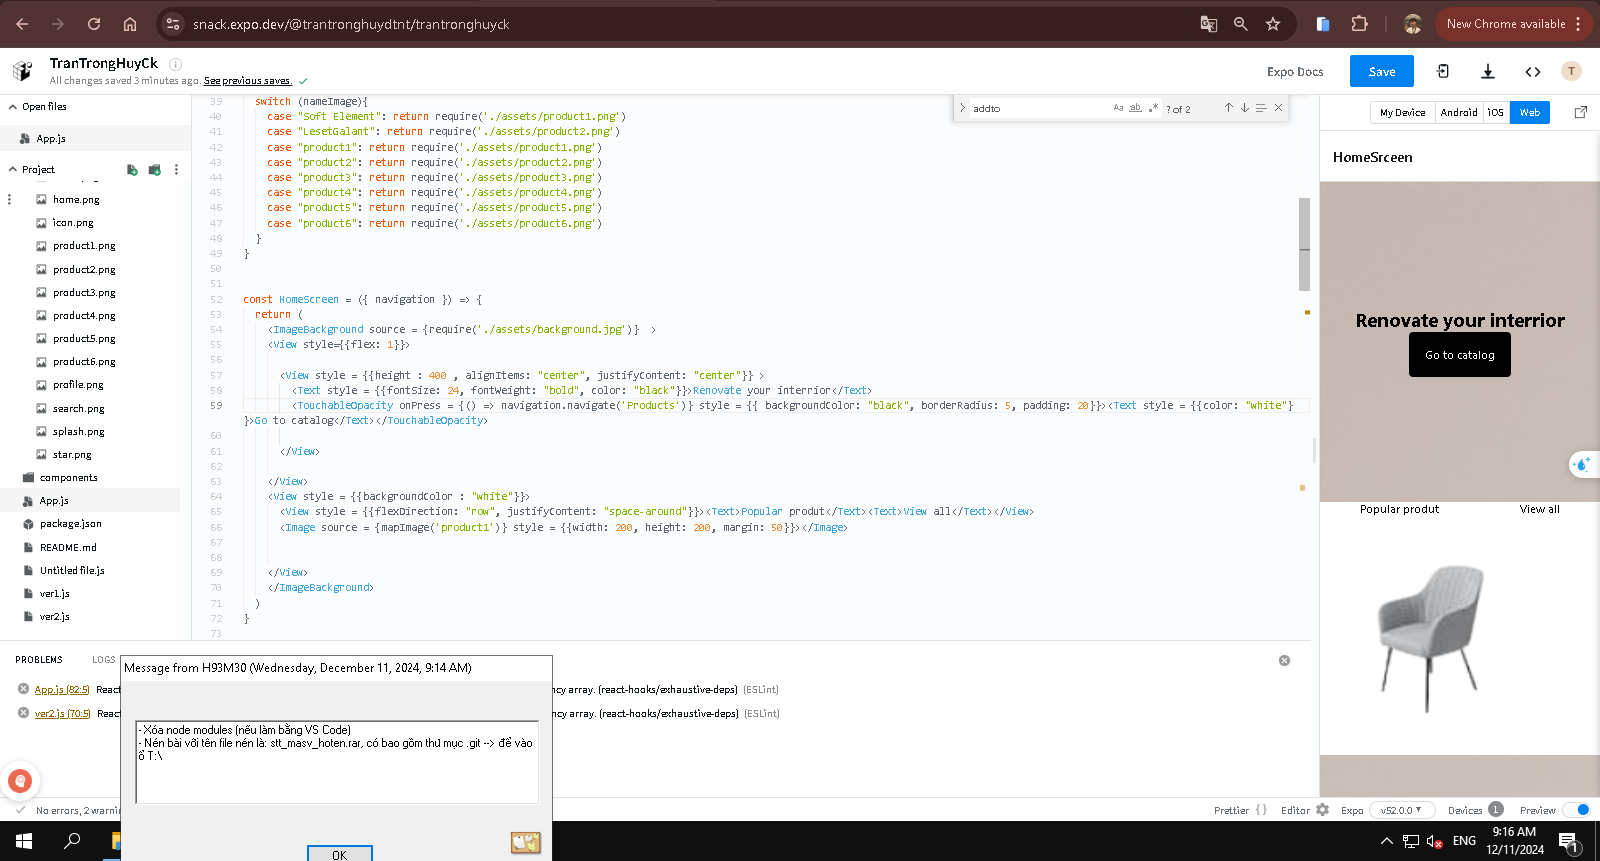 snack.expo.dev/@trantronghuydtnt/trantronghuyck
New Chrome available
TranTrongHuyCk
All changes saved 3 minutes ago. See previous saves.
Expo Docs
Save
T
Open files
App.js
Project
home.png
icon.png
product1.png
product2.png
product3.png
product4.png
product5.png
product6.png
profile.png
search.png
splash.png
star.png
components
App.js
package.json
README.md
Untitled file.js
ver1.js
ver2.js
addto
Aa
ab
.*
? of 2
39 switch (nameImage){
40 case "Soft Element": return require('./assets/product1.png')
41 case "LesetGalant": return require('./assets/product2.png')
42 case "product1": return require('./assets/product1.png')
43 case "product2": return require('./assets/product2.png')
44 case "product3": return require('./assets/product3.png')
45 case "product4": return require('./assets/product4.png')
46 case "product5": return require('./assets/product5.png')
47 case "product6": return require('./assets/product6.png')
48 }
49 }
50
51
52 const HomeScreen = ({ navigation }) => {
53 return (
54 <ImageBackground source = {require('./assets/background.jpg')} >
55 <View style={{flex: 1}}>
56
57 <View style = {{height : 400 , alignItems: "center", justifyContent: "center"}} >
58 <Text style = {{fontSize: 24, fontWeight: "bold", color: "black"}}>Renovate your interrior</Text>
59 <TouchableOpacity onPress = {() => navigation.navigate('Products')} style = {{ backgroundColor: "black", borderRadius: 5, padding: 20}}><Text style = {{color: "white"}
}>Go to catalog</Text></TouchableOpacity>
60
61 </View>
62
63 </View>
64 <View style = {{backgroundColor : "white"}}>
65 <View style = {{flexDirection: "row", justifyContent: "space-around"}}><Text>Popular produt</Text><Text>View all</Text></View>
66 <Image source = {mapImage('product1')} style = {{width: 200, height: 200, margin: 50}}></Image>
67
68
69 </View>
70 </ImageBackground>
71 )
72 }
73
My Device
Android
iOS
Web
HomeSrceen
Renovate your interrior
Go to catalog
Popular produt
View all
PROBLEMS
LOGS
App.js (82:5) React
ncy array. (react-hooks/exhaustive-deps) (ESLint)
ver2.js (70:5) React
ncy array. (react-hooks/exhaustive-deps) (ESLint)
Message from H93M30 (Wednesday, December 11, 2024, 9:14 AM)
- Xóa node modules (nếu làm bằng VS Code)
- Nén bài với tên file nén là: stt_masv_hoten.rar, có bao gồm thư mục .git --> để vào
ổ T:\
OK
No errors, 2 warnin
Prettier { }
Editor
Expo
v52.0.0
Devices 1
Preview
ENG
9:16 AM
12/11/2024
1